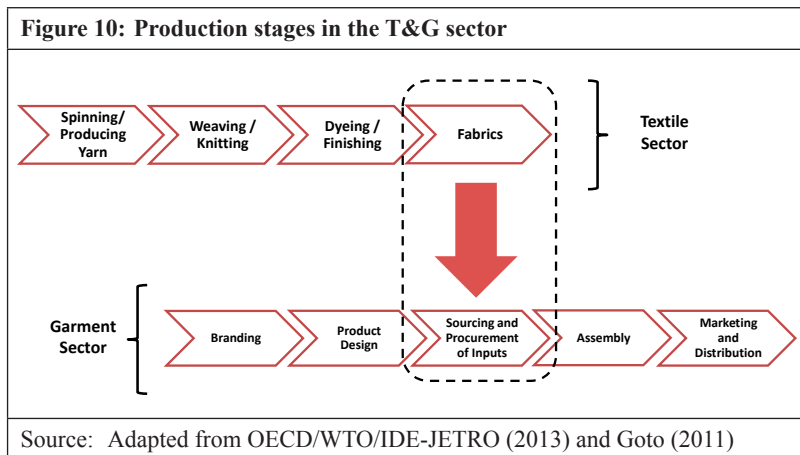 Figure 10: Production stages in the T&G sector
Spinning/
Producing
Yarn
Weaving /
Knitting
Dyeing /
Finishing
Fabrics
Textile
Sector
Garment
Sector
Branding
Product
Design
Sourcing and
Procurement
of Inputs
Assembly
Marketing
and
Distribution
Source: Adapted from OECD/WTO/IDE-JETRO (2013) and Goto (2011)